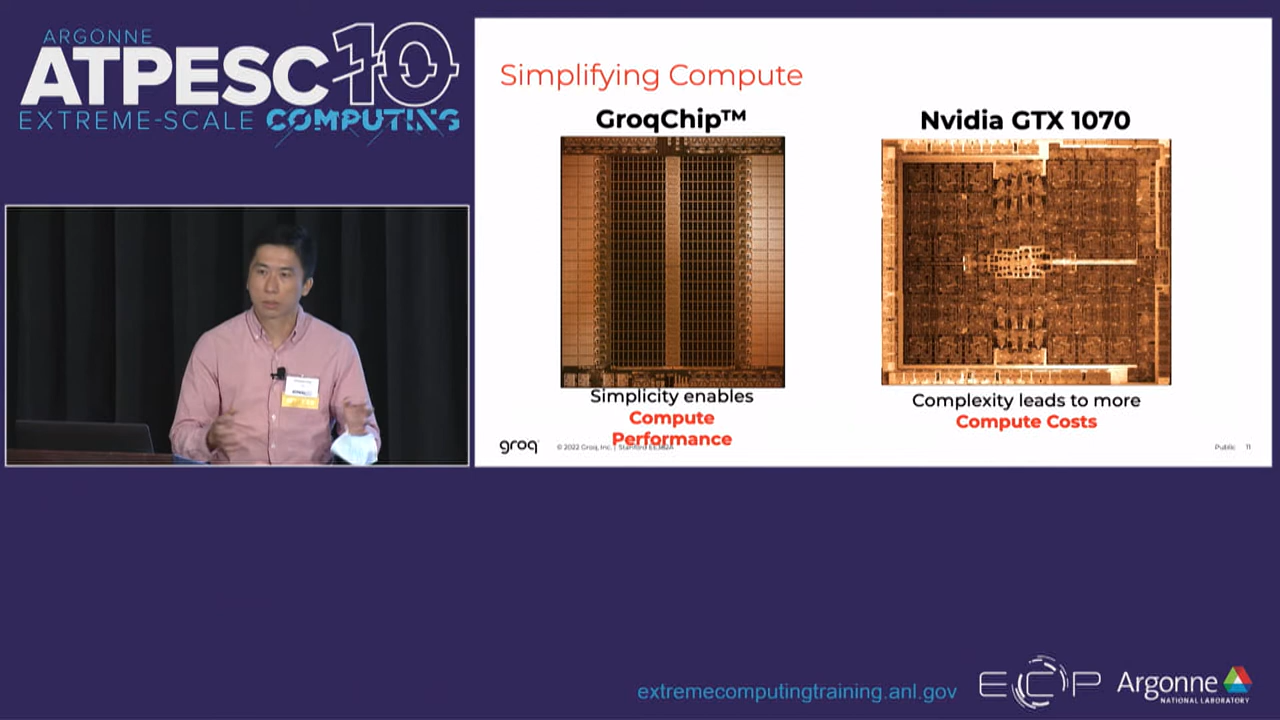 ARGONNE
ATPESC10
EXTREME-SCALE COMPUTING
Simplifying Compute
GroqChip™
Nvidia GTX 1070
Simplicity enables
Compute
Performance
Complexity leads to more
Compute Costs
groq
© 2022 Groq, Inc. | Stanford EE382A
Public 11
extremecomputingtraining.anl.gov
ECP
Argonne
NATIONAL LABORATORY